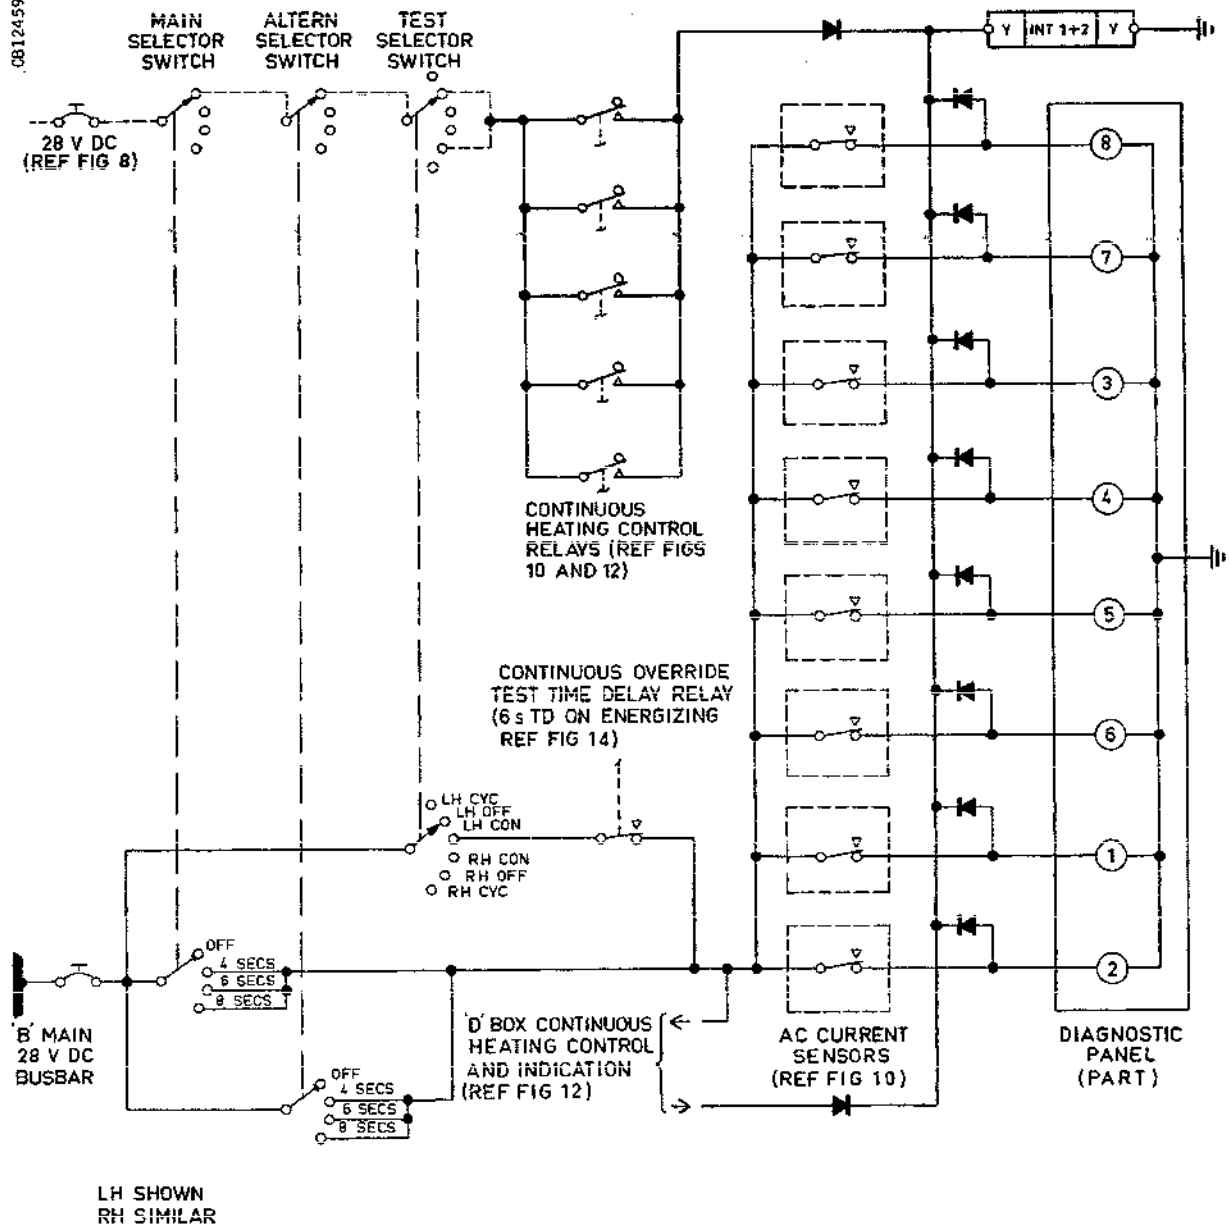 0812459
MAIN
SELECTOR
SWITCH
ALTERN
SELECTOR
SWITCH
TEST
SELECTOR
SWITCH
Y INT 1+2 Y
28 V DC
(REF FIG 8)
8
7
3
4
5
6
1
2
CONTINUOUS
HEATING CONTROL
RELAYS (REF FIGS
10 AND 12)
CONTINUOUS OVERRIDE
TEST TIME DELAY RELAY
(6 s TD ON ENERGIZING
REF FIG 14)
LH CYC
LH OFF
LH CON
RH CON
RH OFF
RH CYC
OFF
4 SECS
6 SECS
8 SECS
'B' MAIN
28 V DC
BUSBAR
OFF
4 SECS
6 SECS
8 SECS
'D' BOX CONTINUOUS
HEATING CONTROL
AND INDICATION
(REF FIG 12)
AC CURRENT
SENSORS
(REF FIG 10)
DIAGNOSTIC
PANEL
(PART)
LH SHOWN
RH SIMILAR